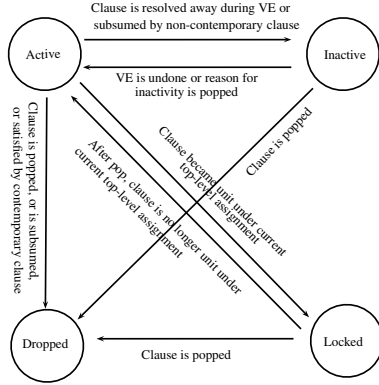 Clause is resolved away during VE or
subsumed by non-contemporary clause
Active
Inactive
VE is undone or reason for
inactivity is popped
Clause is popped
Clause is popped, or is subsumed,
or satisfied by contemporary clause
Clause became unit under current
top-level assignment
After pop, clause is no longer unit under
current top-level assignment
Dropped
Locked
Clause is popped